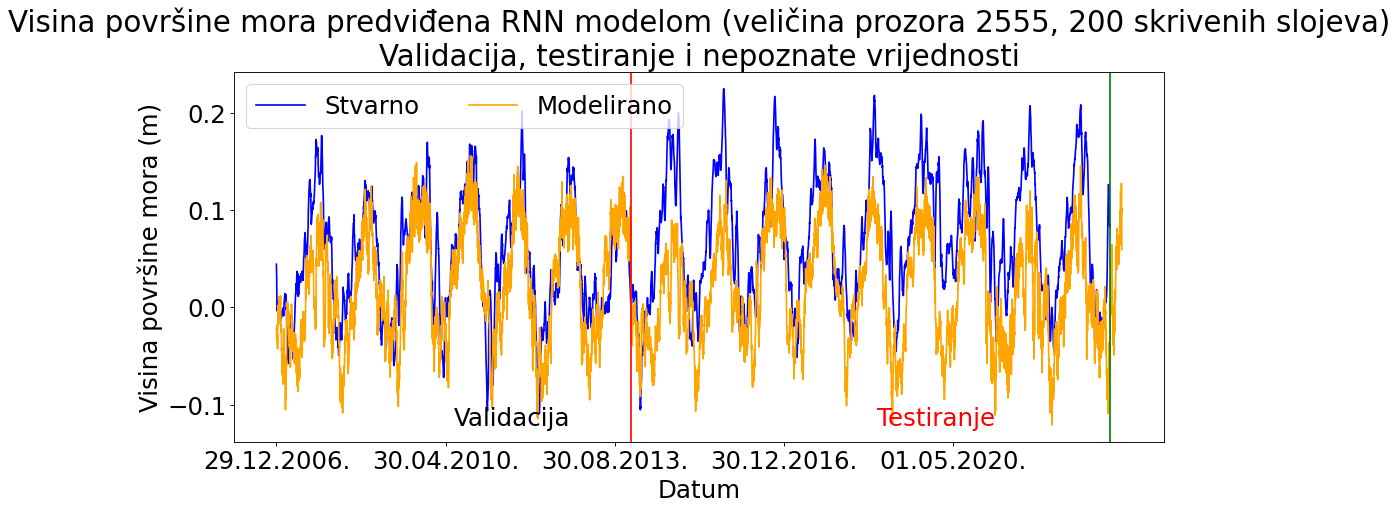 Visina površine mora predviđena RNN modelom (veličina prozora 2555, 200 skrivenih slojeva)
Validacija, testiranje i nepoznate vrijednosti
Stvarno Modelirano
Visina površine mora (m)
0.2
0.1
0.0
−0.1
Validacija Testiranje
29.12.2006. 30.04.2010. 30.08.2013. 30.12.2016. 01.05.2020.
Datum